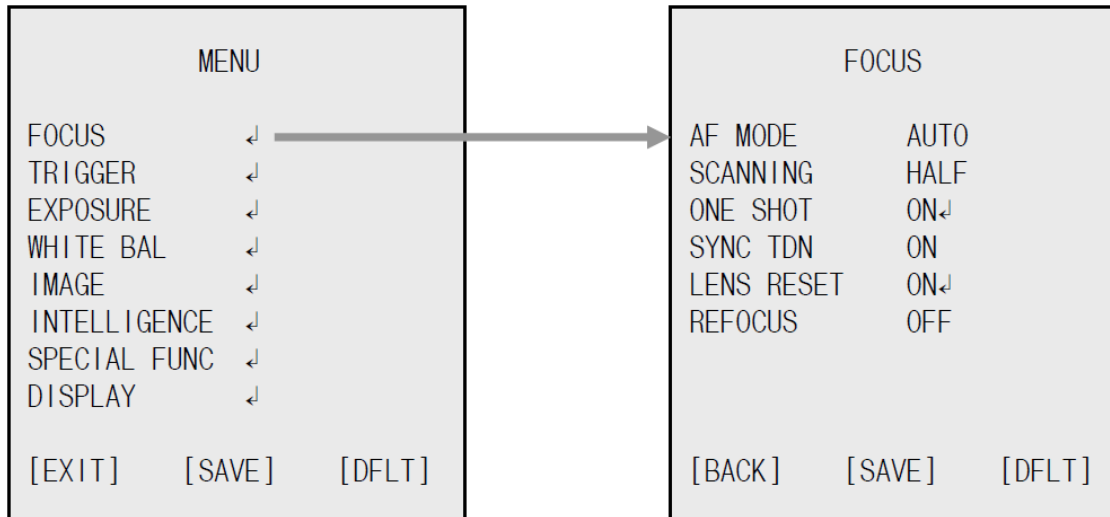 MENU
FOCUS ↲
TRIGGER ↲
EXPOSURE ↲
WHITE BAL ↲
IMAGE ↲
INTELLIGENCE ↲
SPECIAL FUNC ↲
DISPLAY ↲
[EXIT] [SAVE] [DFLT]
FOCUS
AF MODE AUTO
SCANNING HALF
ONE SHOT ON↲
SYNC TDN ON
LENS RESET ON↲
REFOCUS OFF
[BACK] [SAVE] [DFLT]